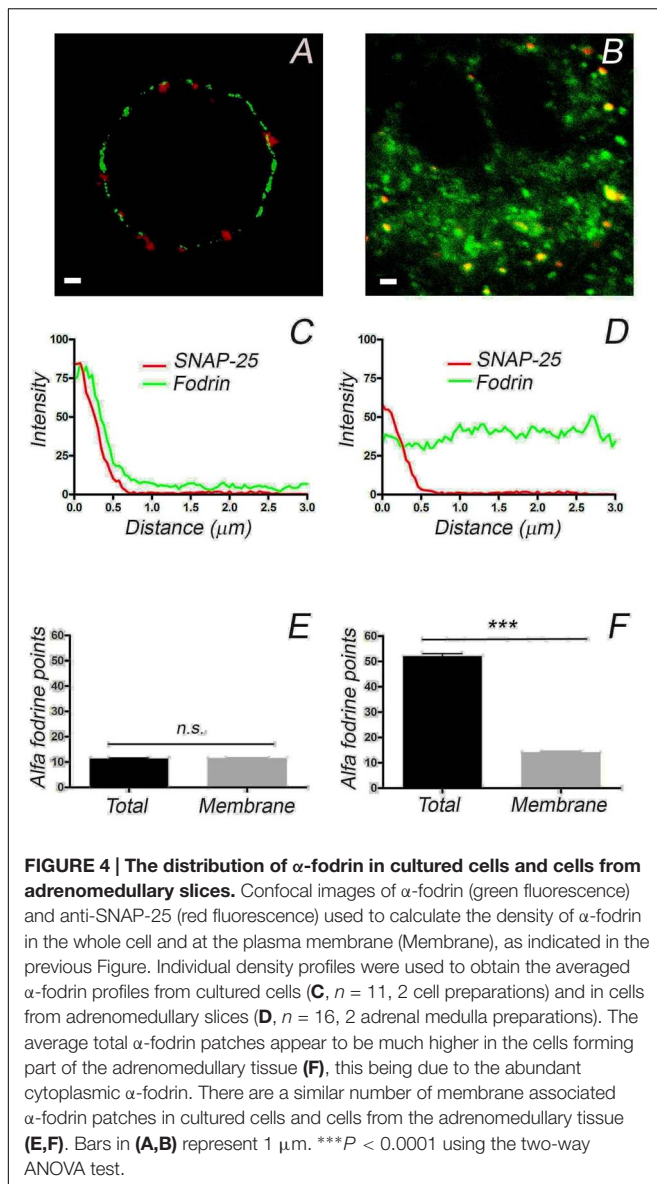 A
B
C
D
SNAP-25
Fodrin
SNAP-25
Fodrin
Intensity
100
75
50
25
0
Intensity
100
75
50
25
0
0.0 0.5 1.0 1.5 2.0 2.5 3.0
0.0 0.5 1.0 1.5 2.0 2.5 3.0
Distance (μm)
Distance (μm)
E
F
Alfa fodrine points
60
50
40
30
20
10
0
n.s.
Total Membrane
Alfa fodrine points
60
50
40
30
20
10
0
***
Total Membrane
FIGURE 4 | The distribution of α-fodrin in cultured cells and cells from
adrenomedullary slices. Confocal images of α-fodrin (green fluorescence)
and anti-SNAP-25 (red fluorescence) used to calculate the density of α-fodrin
in the whole cell and at the plasma membrane (Membrane), as indicated in the
previous Figure. Individual density profiles were used to obtain the averaged
α-fodrin profiles from cultured cells (C, n = 11, 2 cell preparations) and in cells
from adrenomedullary slices (D, n = 16, 2 adrenal medulla preparations). The
average total α-fodrin patches appear to be much higher in the cells forming
part of the adrenomedullary tissue (F), this being due to the abundant
cytoplasmic α-fodrin. There are a similar number of membrane associated
α-fodrin patches in cultured cells and cells from the adrenomedullary tissue
(E,F). Bars in (A,B) represent 1 μm. ***P < 0.0001 using the two-way
ANOVA test.